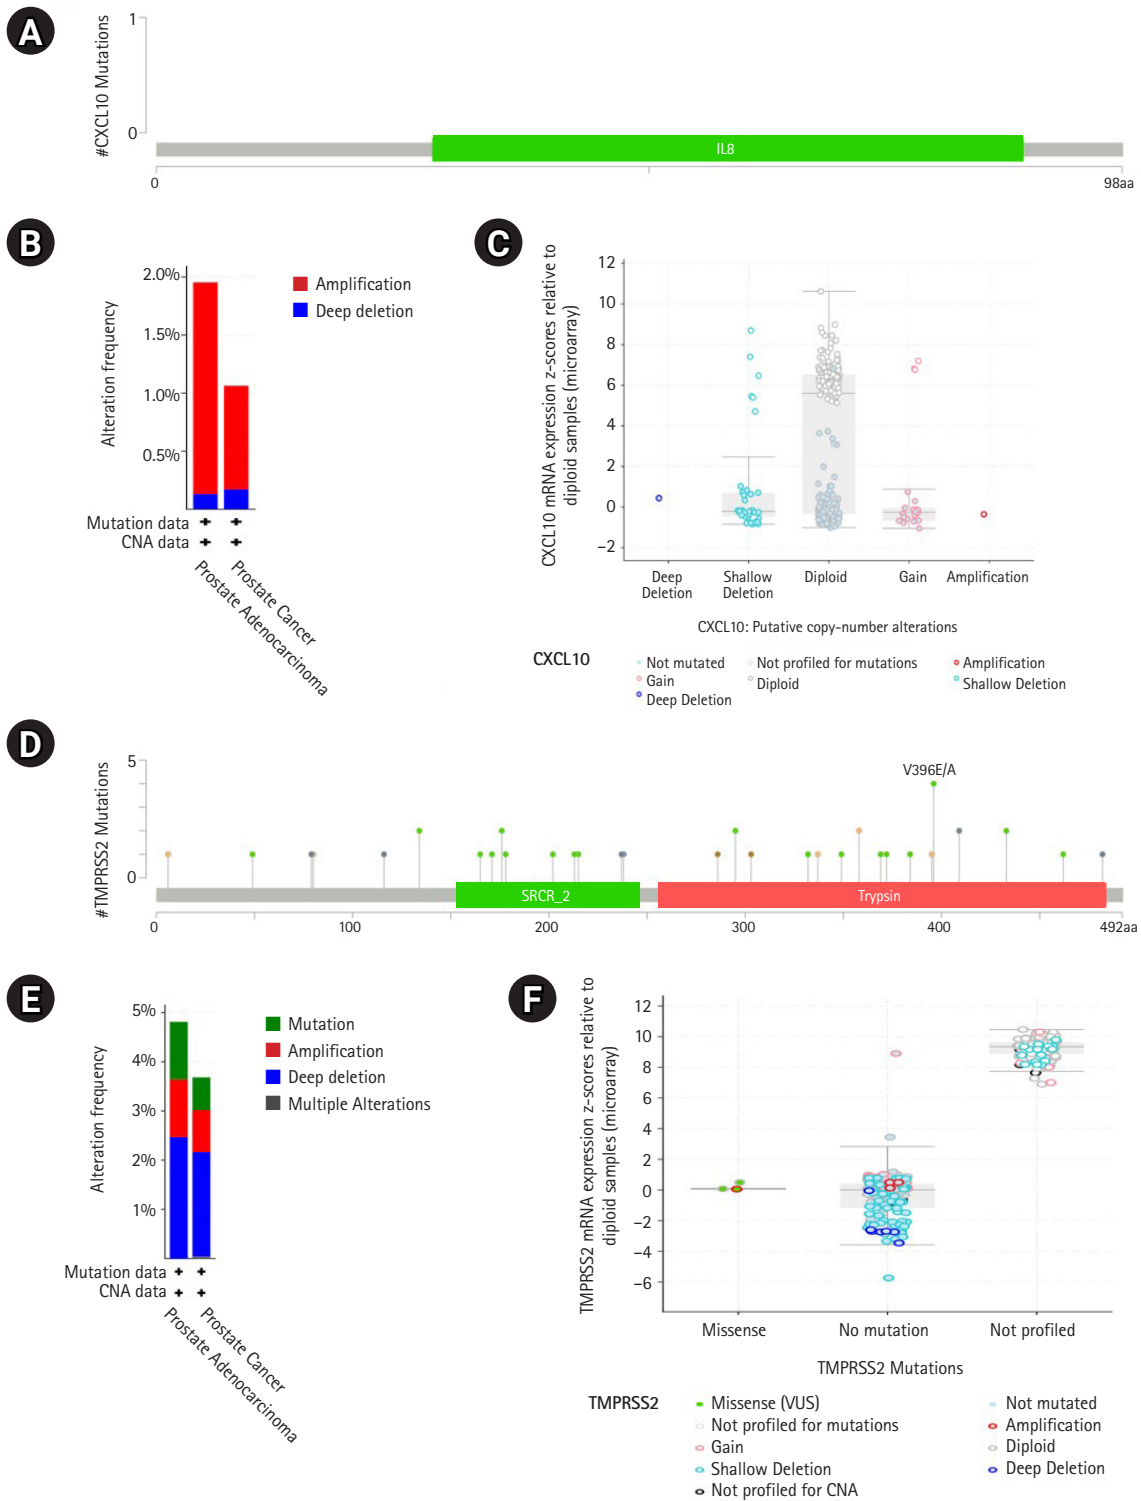 A
#CXCL10 Mutations
1
0
IL8
0
98aa
B
Alteration frequency
2.0%
1.5%
1.0%
0.5%
Amplification
Deep deletion
Mutation data + +
CNA data + +
Prostate Adenocarcinoma
Prostate Cancer
C
CXCL10 mRNA expression z-scores relative to
diploid samples (microarray)
12
10
8
6
4
2
0
−2
Deep
Deletion
Shallow
Deletion
Diploid
Gain
Amplification
CXCL10: Putative copy-number alterations
CXCL10
Not mutated
Gain
Deep Deletion
Not profiled for mutations
Diploid
Amplification
Shallow Deletion
D
#TMPRSS2 Mutations
5
0
V396E/A
SRCR_2
Trypsin
0
100
200
300
400
492aa
E
Alteration frequency
5%
4%
3%
2%
1%
Mutation
Amplification
Deep deletion
Multiple Alterations
Mutation data + +
CNA data + +
Prostate Adenocarcinoma
Prostate Cancer
F
TMPRSS2 mRNA expression z-scores relative to
diploid samples (microarray)
12
10
8
6
4
2
0
−2
−4
−6
Missense
No mutation
Not profiled
TMPRSS2 Mutations
TMPRSS2
Missense (VUS)
Not profiled for mutations
Gain
Shallow Deletion
Not profiled for CNA
Not mutated
Amplification
Diploid
Deep Deletion